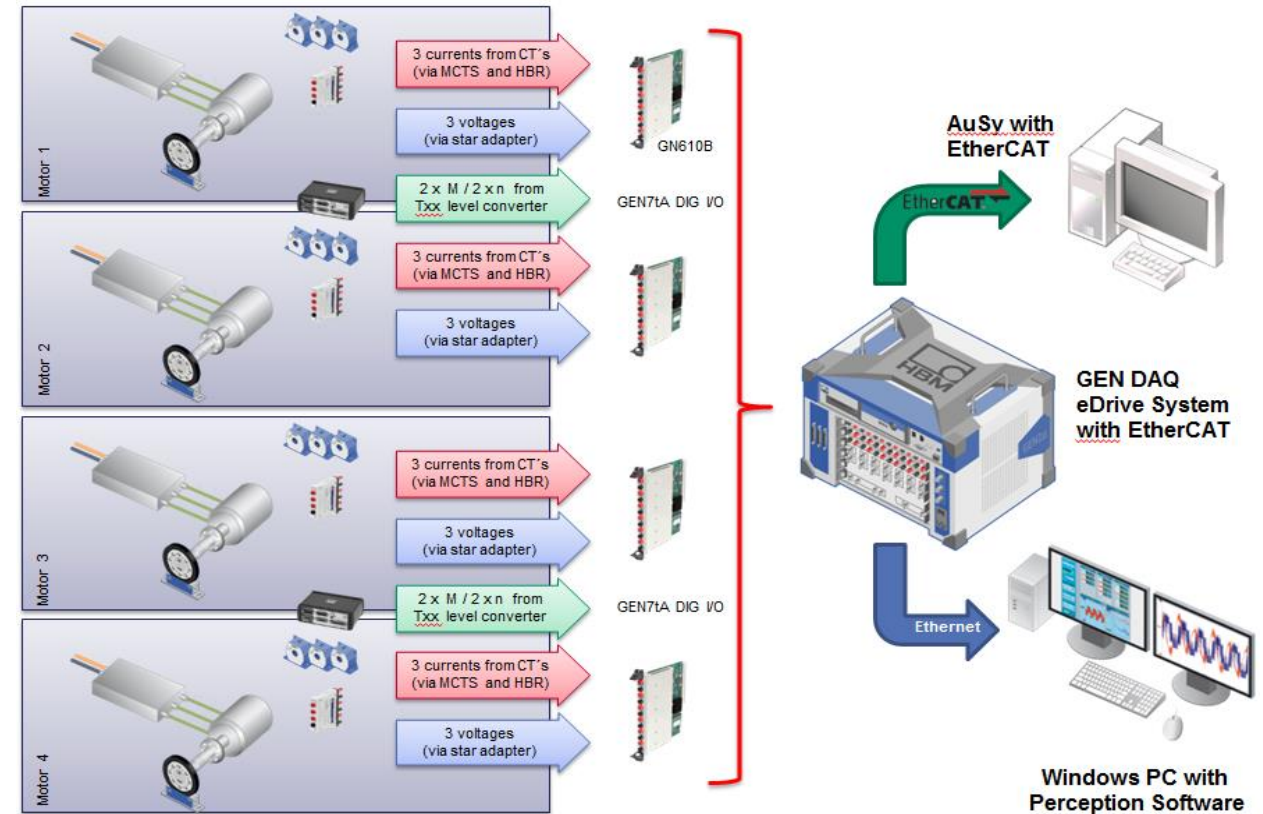 Motor 1
3 currents from CT´s
(via MCTS and HBR)
3 voltages
(via star adapter)
GN610B
2 x M / 2 x n from
Txx level converter
GEN7tA DIG I/O
Motor 2
3 currents from CT´s
(via MCTS and HBR)
3 voltages
(via star adapter)
Motor 3
3 currents from CT´s
(via MCTS and HBR)
3 voltages
(via star adapter)
2 x M / 2 x n from
Txx level converter
GEN7tA DIG I/O
Motor 4
3 currents from CT´s
(via MCTS and HBR)
3 voltages
(via star adapter)
AuSy with
EtherCAT
EtherCAT
HBM
GEN DAQ
eDrive System
with EtherCAT
Ethernet
Windows PC with
Perception Software